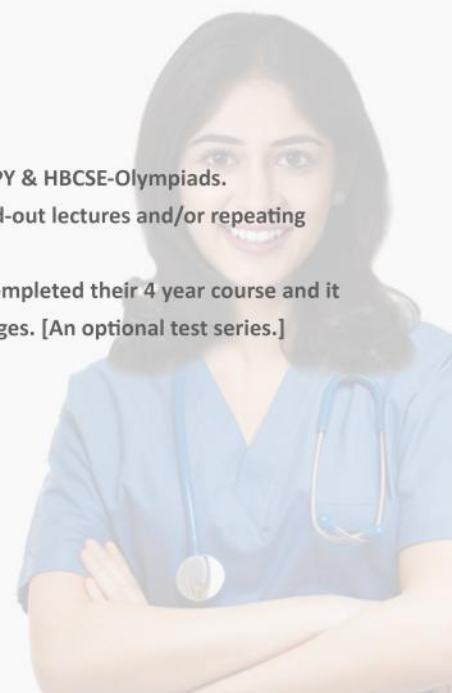 PY & HBCSE-Olympiads.
d-out lectures and/or repeating
ompleted their 4 year course and it
ges. [An optional test series.]